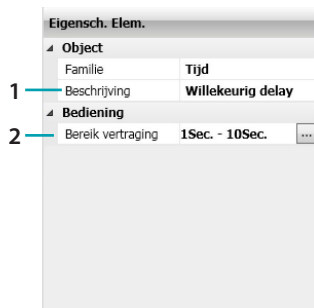 Eigensch. Elem.
Object
Familie Tijd
1 Beschrijving Willekeurig delay
Bediening
2 Bereik vertraging 1Sec. - 10Sec. ...